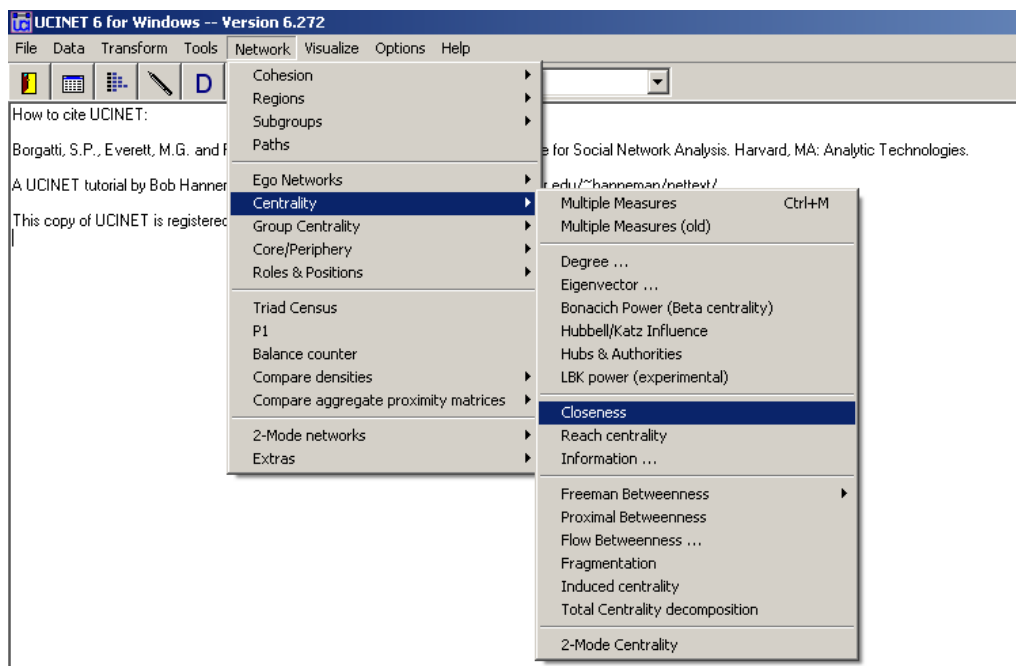 UCINET 6 for Windows -- Version 6.272
File Data Transform Tools Network Visualize Options Help
D
How to cite UCINET:
Borgatti, S.P., Everett, M.G. and
e for Social Network Analysis. Harvard, MA: Analytic Technologies.
A UCINET tutorial by Bob
edu/~hanneman/nettext/
This copy of UCINET is registered
Cohesion
Regions
Subgroups
Paths
Ego Networks
Centrality
Group Centrality
Core/Periphery
Roles & Positions
Triad Census
P1
Balance counter
Compare densities
Compare aggregate proximity matrices
2-Mode networks
Extras
Multiple Measures Ctrl+M
Multiple Measures (old)
Degree ...
Eigenvector ...
Bonacich Power (Beta centrality)
Hubbell/Katz Influence
Hubs & Authorities
LBK power (experimental)
Closeness
Reach centrality
Information ...
Freeman Betweenness
Proximal Betweenness
Flow Betweenness ...
Fragmentation
Induced centrality
Total Centrality decomposition
2-Mode Centrality